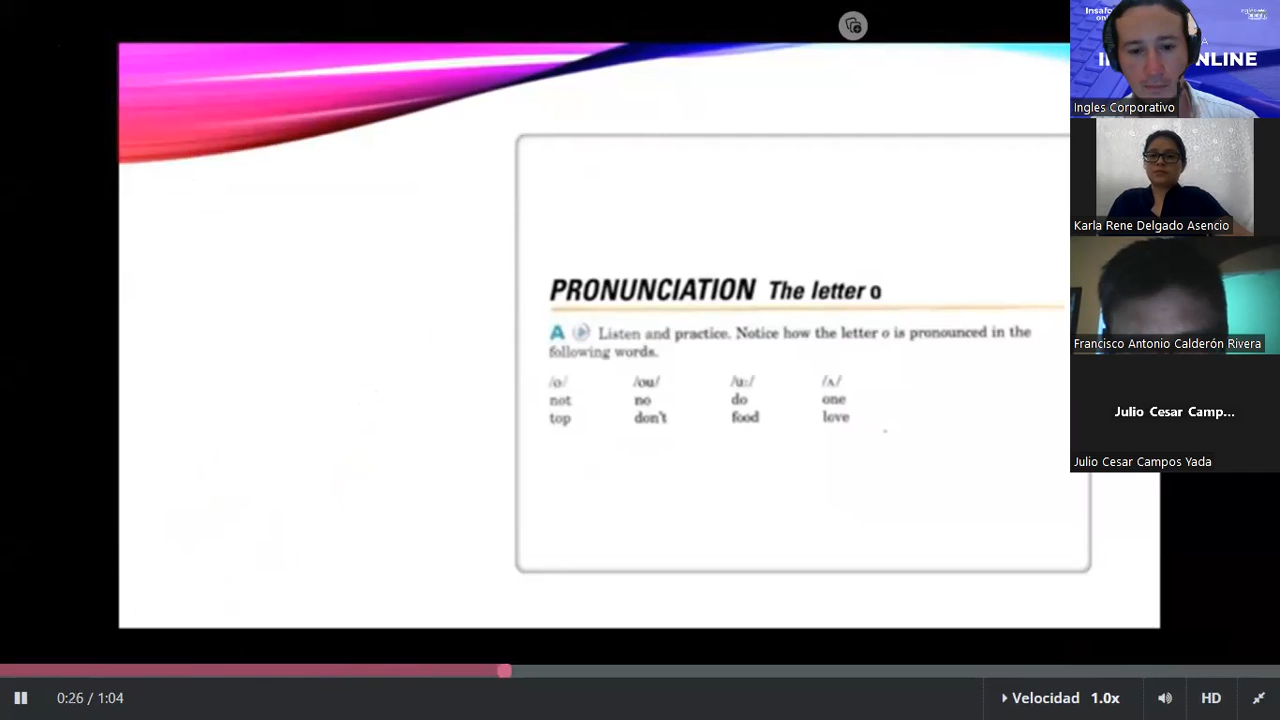 PRONUNCIATION The letter o
A Listen and practice. Notice how the letter o is pronounced in the
following words.
/ɑ/ /ou/ /u:/ /ʌ/
not no do one
top don't food love
Ingles Corporativo
Karla Rene Delgado Asencio
Francisco Antonio Calderón Rivera
Julio Cesar Camp...
Julio Cesar Campos Yada
0:26 / 1:04
Velocidad 1.0x
HD